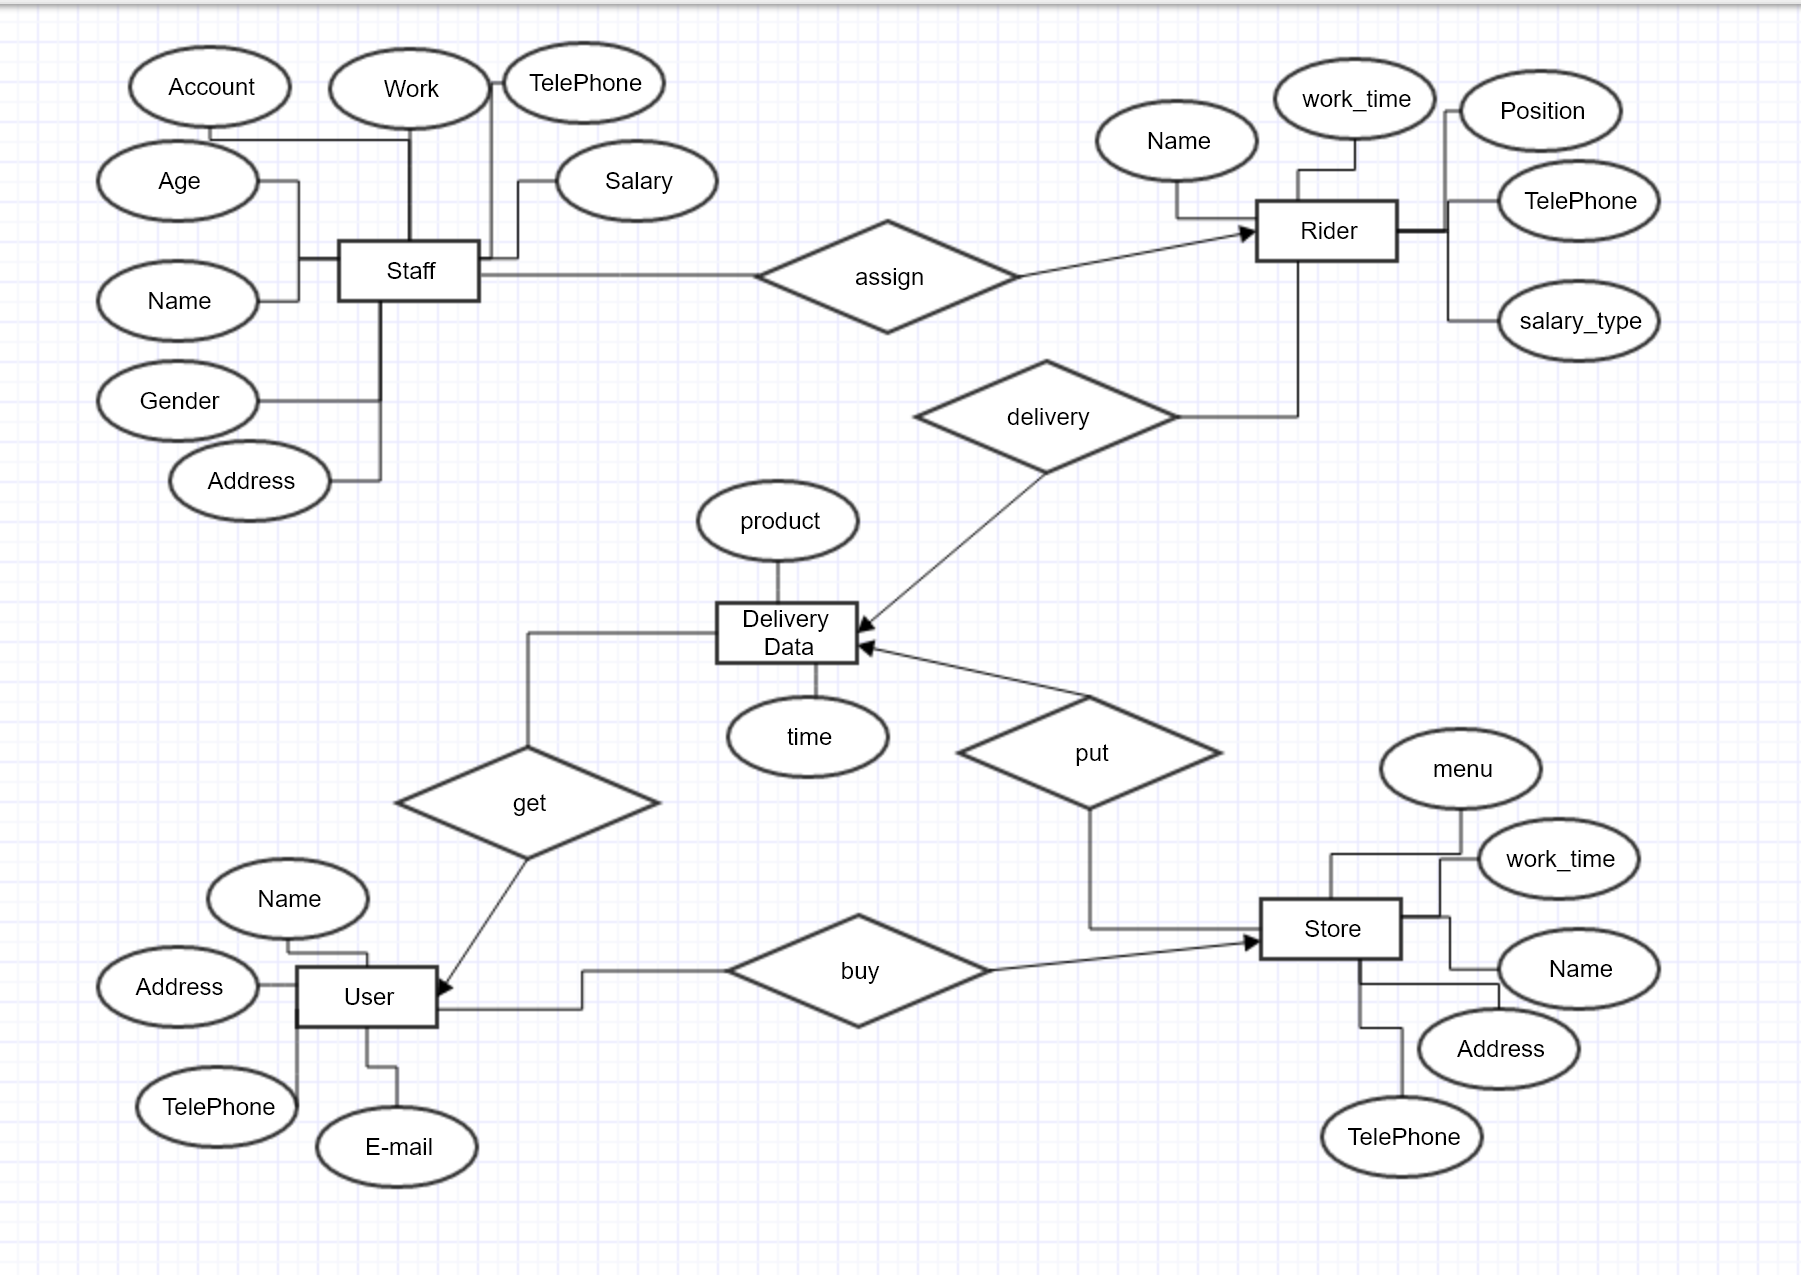 Account
Work
TelePhone
Age
Salary
Staff
Name
Gender
Address
assign
Name
work_time
Position
TelePhone
Rider
salary_type
delivery
product
Delivery
Data
time
get
put
menu
work_time
Store
Name
Address
TelePhone
buy
Name
Address
User
TelePhone
E-mail